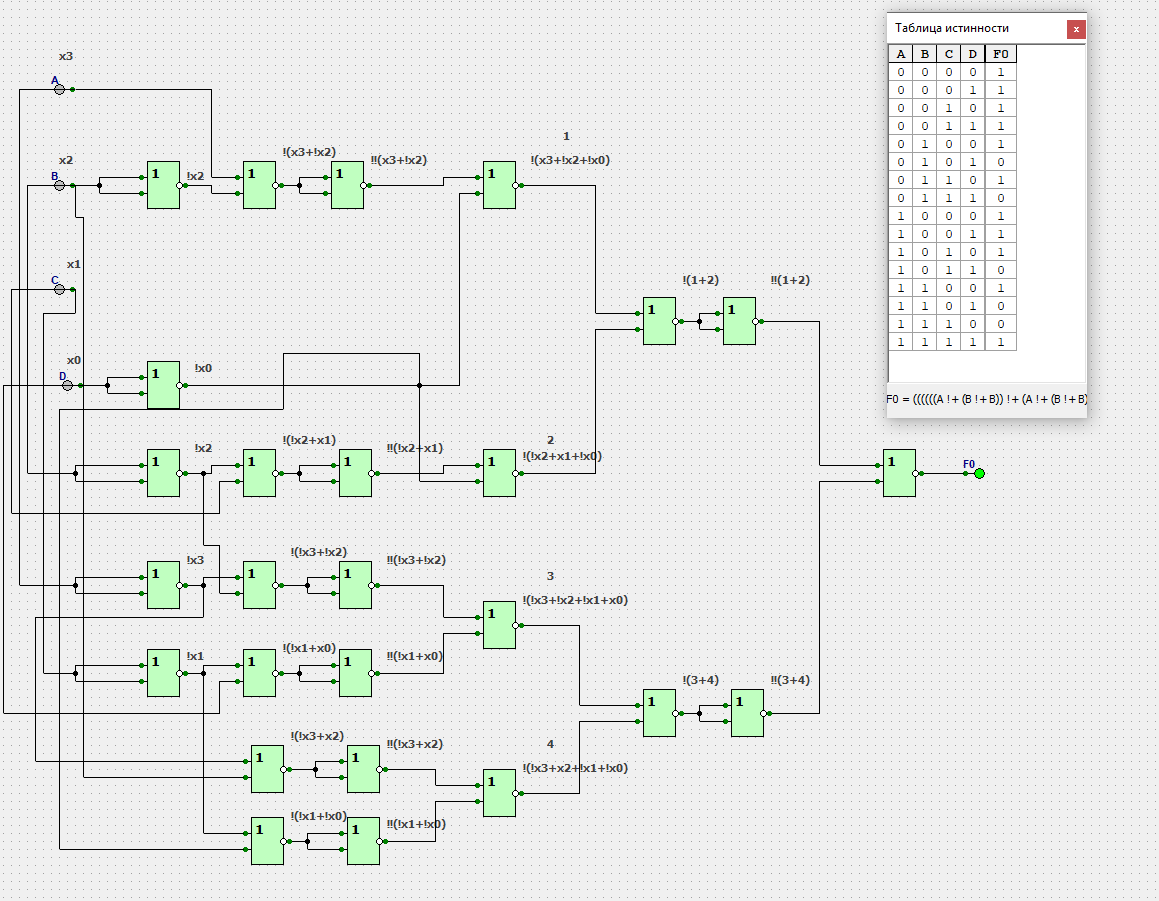 Таблица истинности
x
A B C D F0
0 0 0 0 1
0 0 0 1 1
0 0 1 0 1
0 0 1 1 1
0 1 0 0 1
0 1 0 1 0
0 1 1 0 1
0 1 1 1 0
1 0 0 0 1
1 0 0 1 1
1 0 1 0 1
1 0 1 1 0
1 1 0 0 1
1 1 0 1 0
1 1 1 0 0
1 1 1 1 1
F0 = ((((((A !+ (B !+ B)) !+ (A !+ (B !+ B)
x3
A
x2
B
1
!x2
1
!(x3+!x2)
1
!!(x3+!x2)
1
1
!(x3+!x2+!x0)
x1
C
x0
D
1
!x0
1
!(1+2)
1
!!(1+2)
1
!x2
1
!(!x2+x1)
1
!!(!x2+x1)
1
2
!(!x2+x1+!x0)
1
F0
1
!x3
1
!(!x3+!x2)
1
!!(!x3+!x2)
1
3
!(!x3+!x2+!x1+x0)
1
!x1
1
!(!x1+x0)
1
!!(!x1+x0)
1
!(3+4)
1
!!(3+4)
1
!(!x3+x2)
1
!!(!x3+x2)
1
4
!(!x3+x2+!x1+!x0)
1
!(!x1+!x0)
1
!!(!x1+!x0)